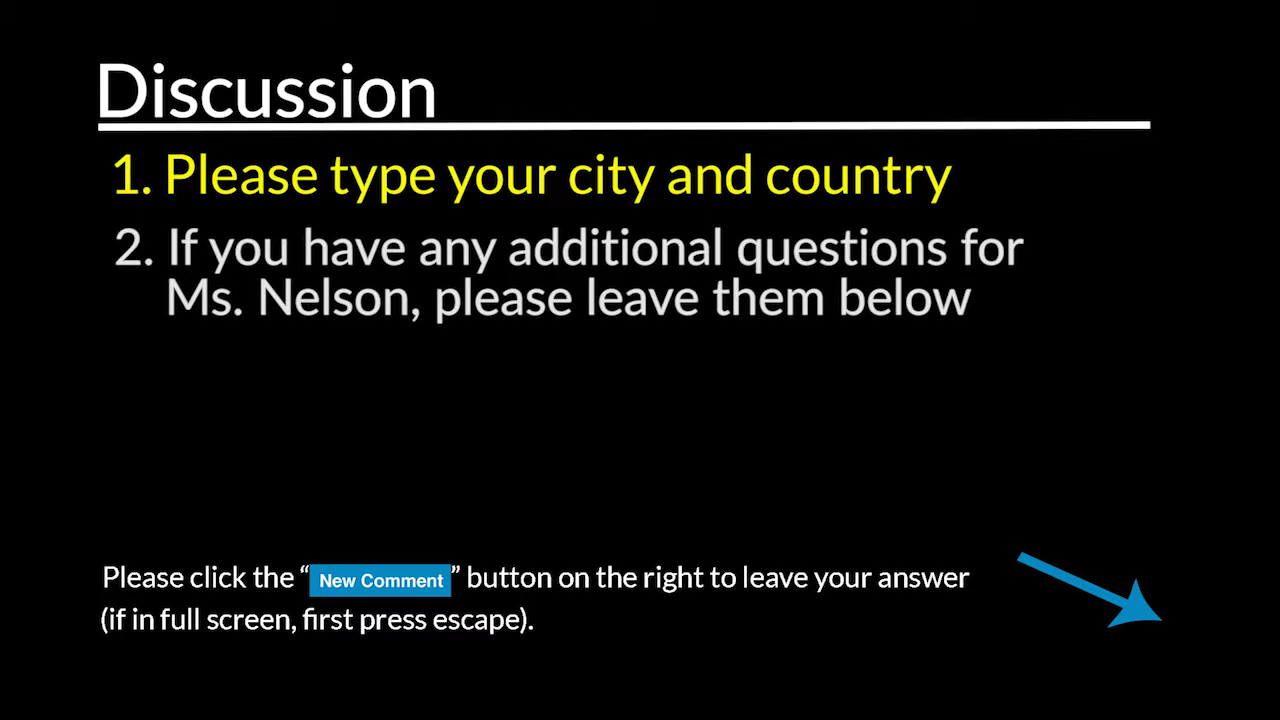 Discussion
1. Please type your city and country
2. If you have any additional questions for
Ms. Nelson, please leave them below
Please click the “New Comment” button on the right to leave your answer
(if in full screen, first press escape).